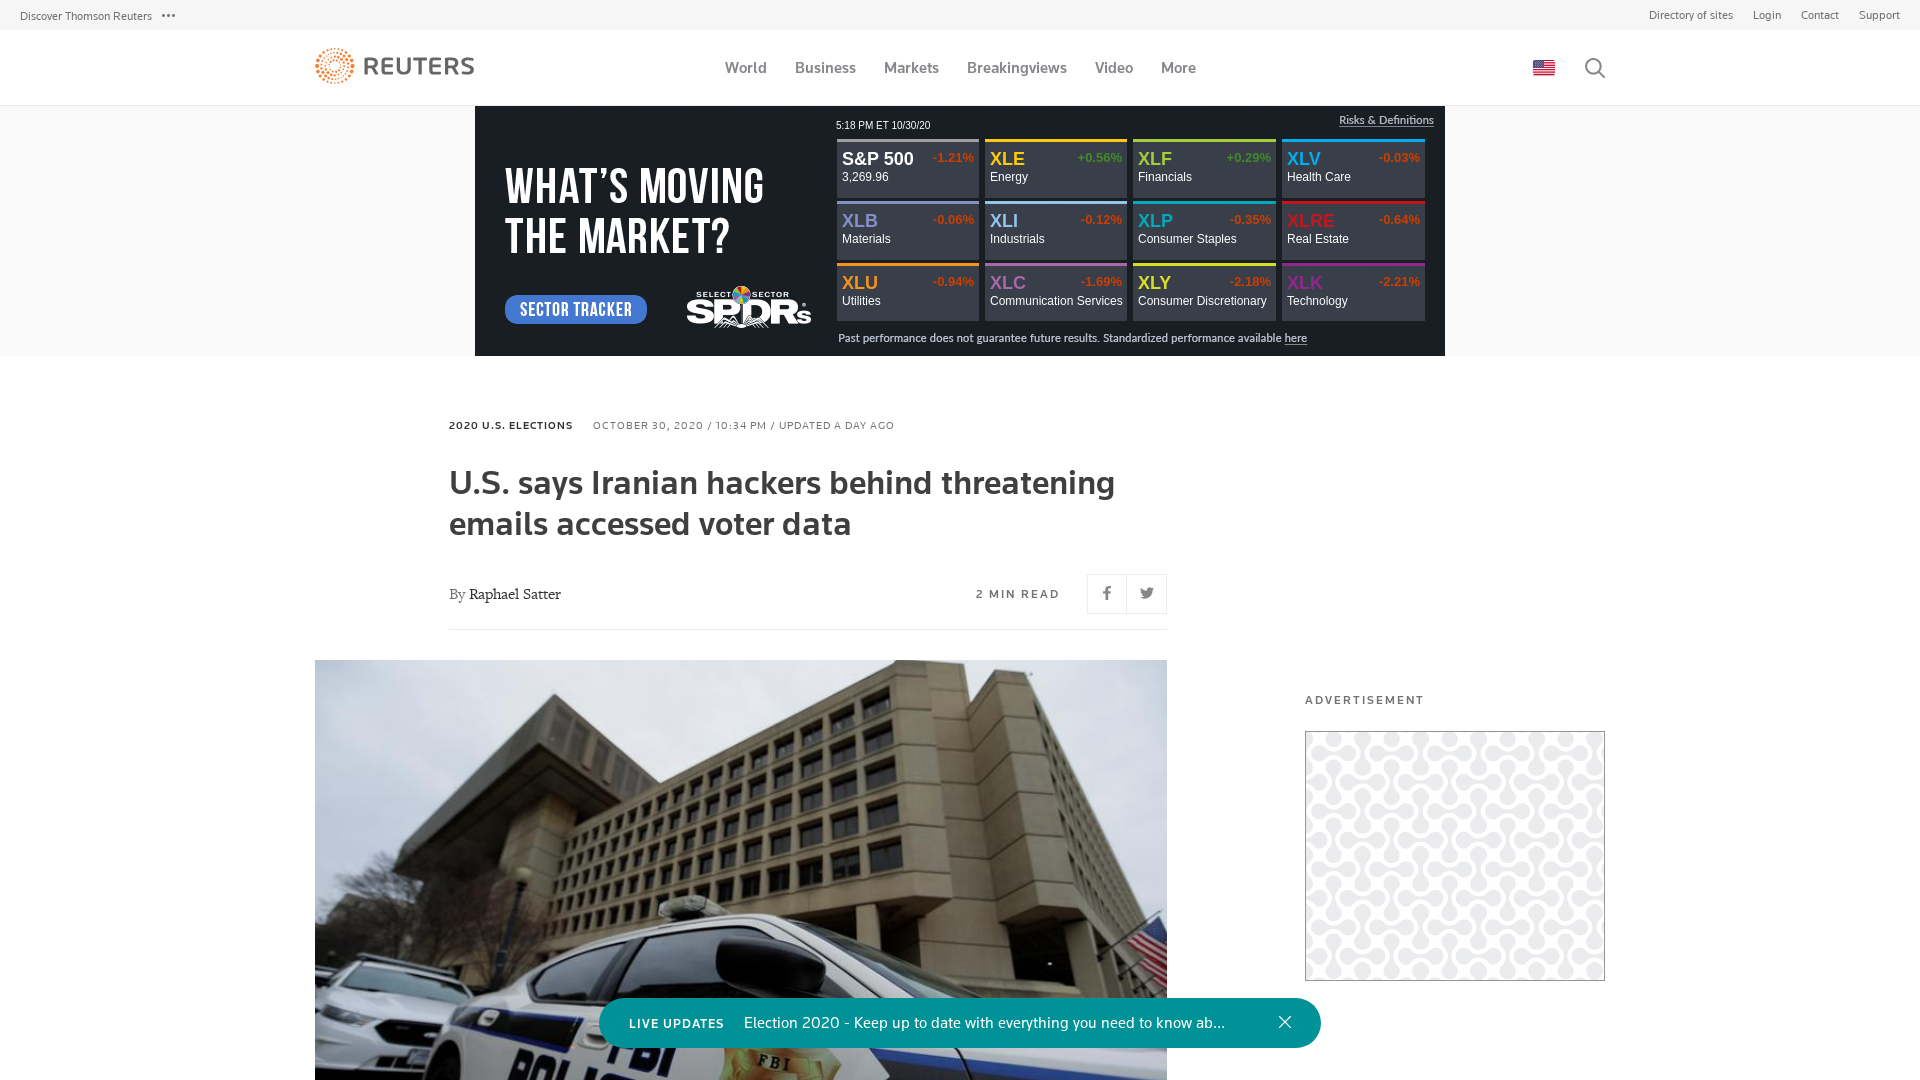 Discover Thomson Reuters
Directory of sites Login Contact Support
REUTERS
World Business Markets Breakingviews Video More
WHAT'S MOVING
THE MARKET?
SECTOR TRACKER
SELECT SECTOR
SPDRs
5:18 PM ET 10/30/20
Risks & Definitions
S&P 500 -1.21%
3,269.96
XLE +0.56%
Energy
XLF +0.29%
Financials
XLV -0.03%
Health Care
XLB -0.06%
Materials
XLI -0.12%
Industrials
XLP -0.35%
Consumer Staples
XLRE -0.64%
Real Estate
XLU -0.94%
Utilities
XLC -1.69%
Communication Services
XLY -2.18%
Consumer Discretionary
XLK -2.21%
Technology
Past performance does not guarantee future results. Standardized performance available here
2020 U.S. ELECTIONS OCTOBER 30, 2020 / 10:34 PM / UPDATED A DAY AGO
U.S. says Iranian hackers behind threatening
emails accessed voter data
By Raphael Satter
2 MIN READ
ADVERTISEMENT
LIVE UPDATES Election 2020 - Keep up to date with everything you need to know ab...
FBI
POLIC
FBI